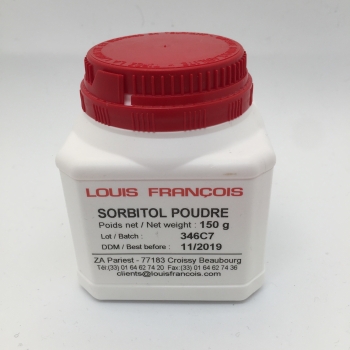 LOUIS FRANÇOIS
SORBITOL POUDRE
Poids net / Net weight : 150 g
Lot / Batch : 346C7
DDM / Best before : 11/2019
ZA Pariest - 77183 Croissy Beaubourg
Tél:(33) 01 64 62 74 20 Fax:(33) 01 64 62 74 36
clients@louisfrancois.com